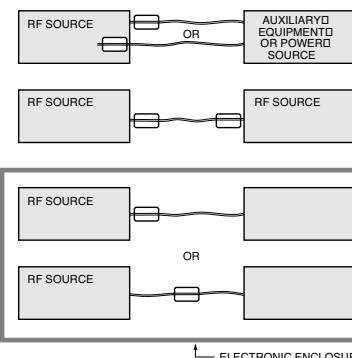 RF SOURCE
OR
AUXILIARY
EQUIPMENT
OR POWER
SOURCE
RF SOURCE
RF SOURCE
RF SOURCE
OR
RF SOURCE